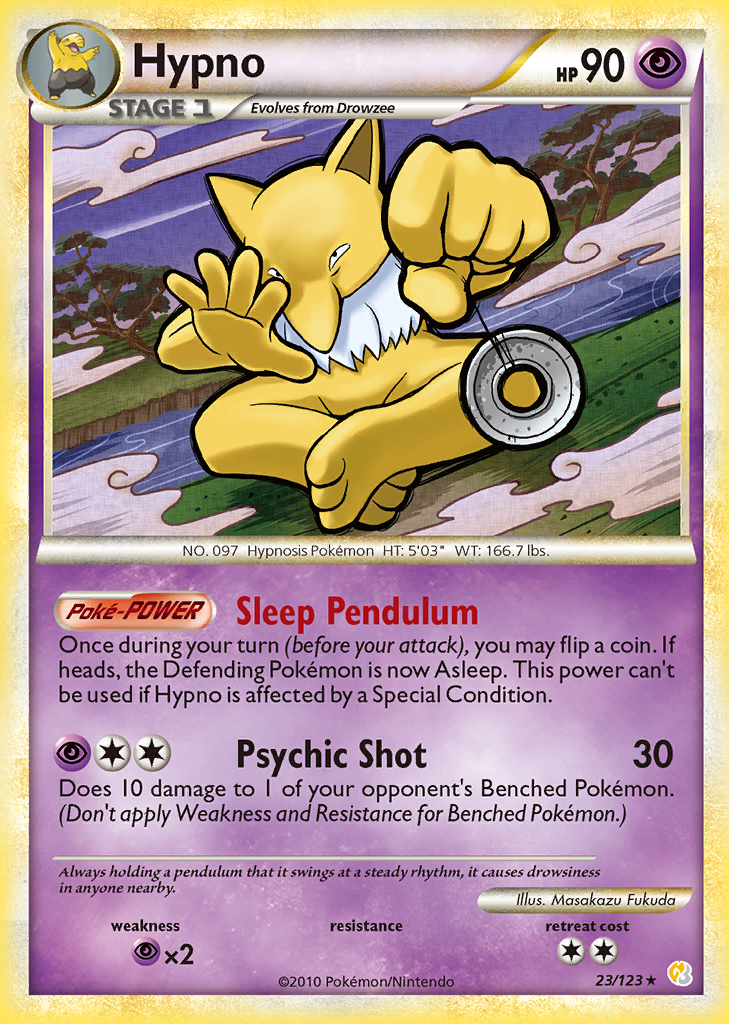 Hypno
HP 90
STAGE 1
Evolves from Drowzee
NO. 097 Hypnosis Pokémon HT: 5'03" WT: 166.7 lbs.
Poké-POWER Sleep Pendulum
Once during your turn (before your attack), you may flip a coin. If
heads, the Defending Pokémon is now Asleep. This power can't
be used if Hypno is affected by a Special Condition.
Psychic Shot 30
Does 10 damage to 1 of your opponent's Benched Pokémon.
(Don't apply Weakness and Resistance for Benched Pokémon.)
Always holding a pendulum that it swings at a steady rhythm, it causes drowsiness
in anyone nearby.
Illus. Masakazu Fukuda
weakness resistance retreat cost
×2
©2010 Pokémon/Nintendo
23/123 ★